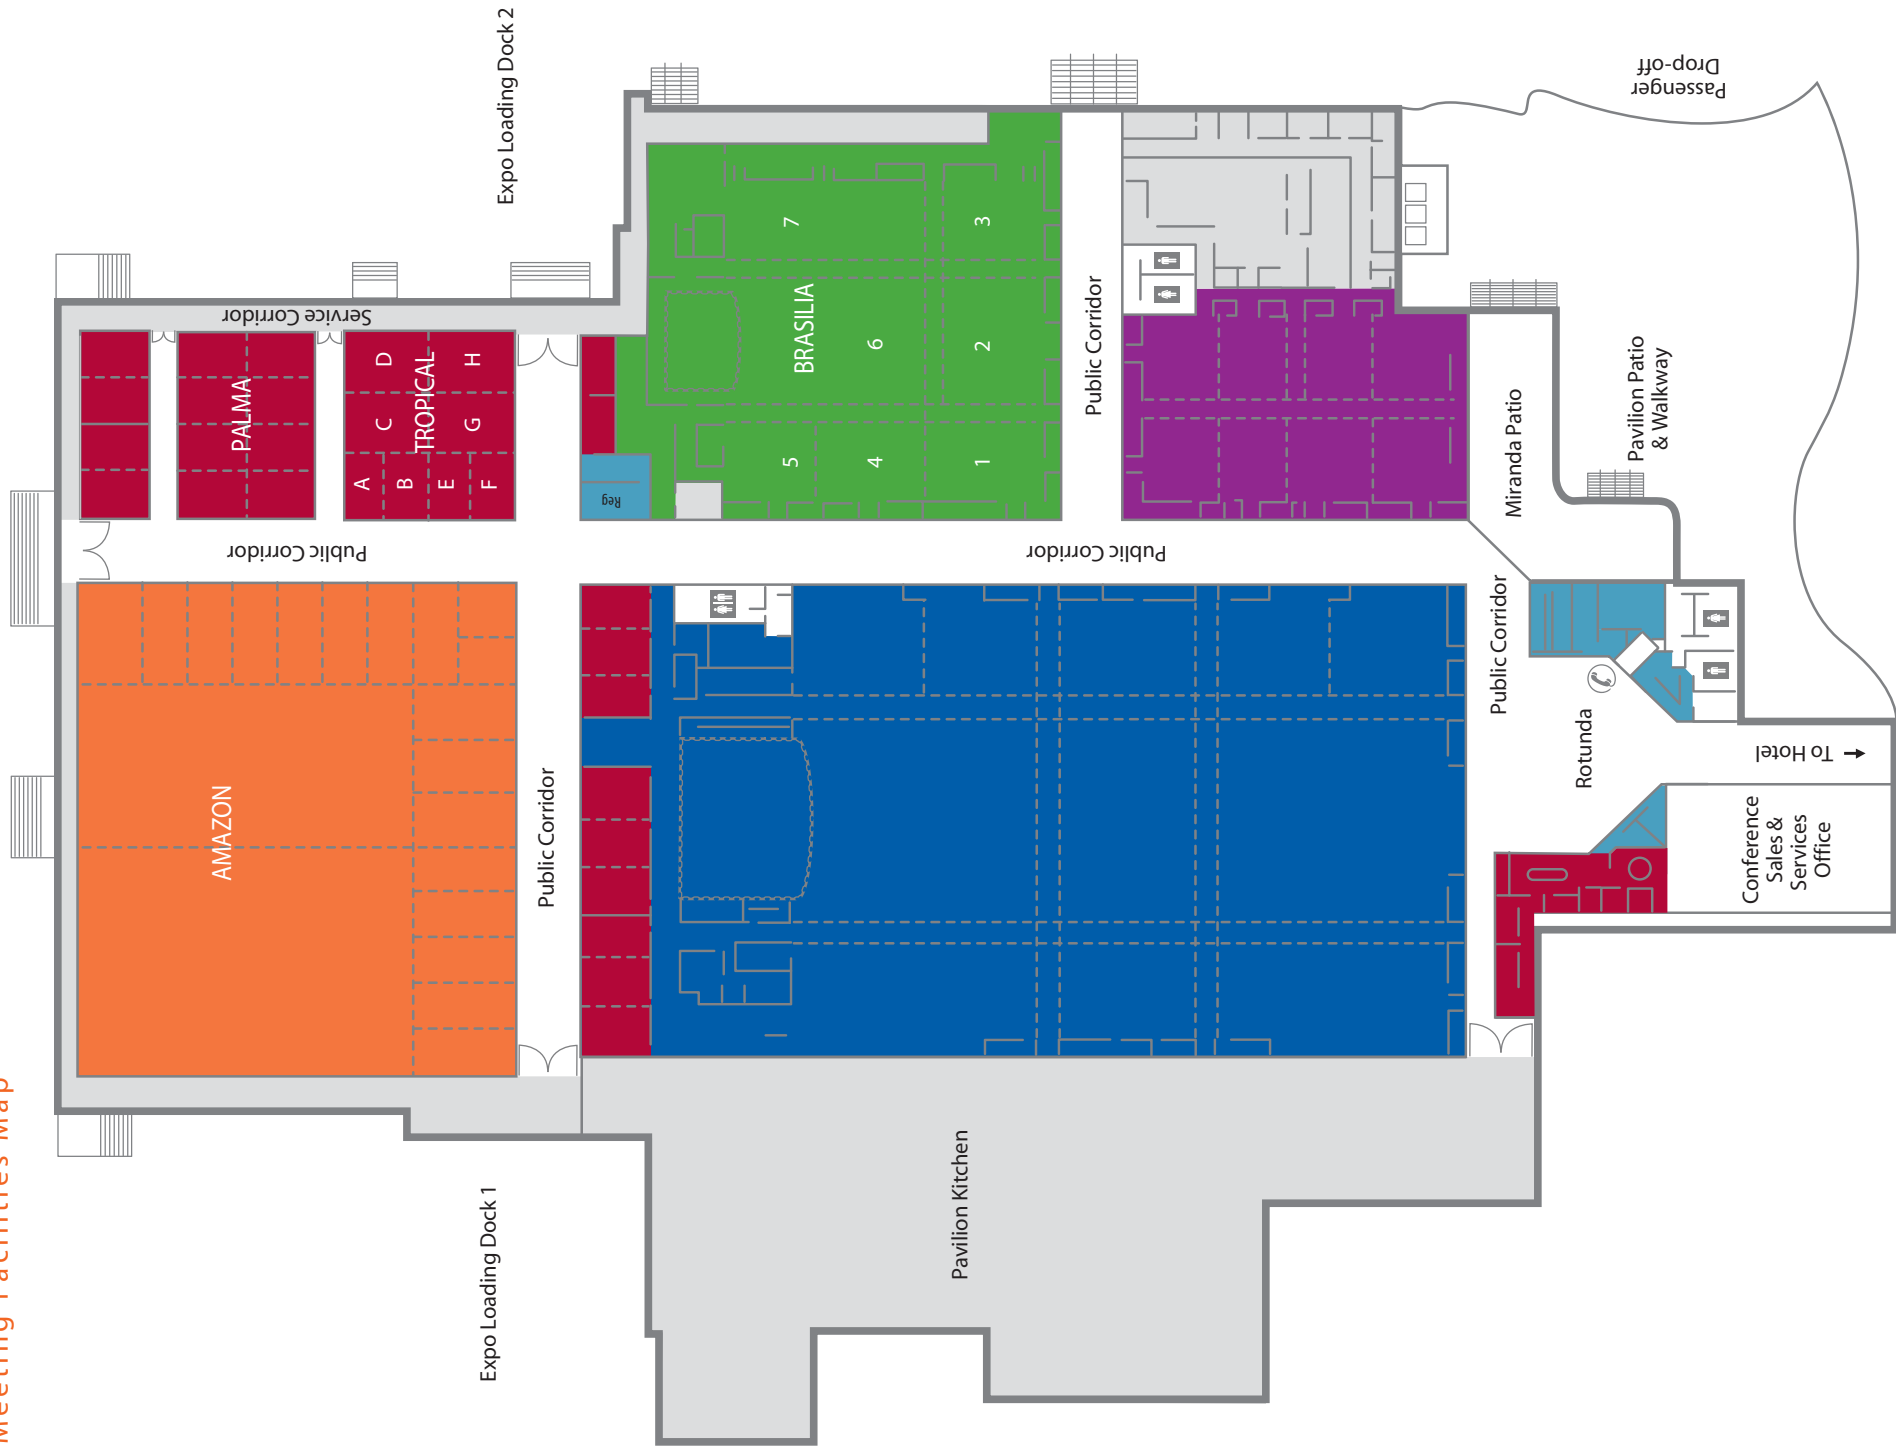 Meeting Facilities Map
Expo Loading Dock 2
Passenger
Drop-off
Service Corridor
PALMA
TROPICAL
A
B
C
D
E
F
G
H
BRASILIA
7
3
6
2
5
4
1
Reg
Public Corridor
Public Corridor
Public Corridor
Miranda Patio
Pavilion Patio
& Walkway
AMAZON
Public Corridor
Public Corridor
Rotunda
To Hotel
Conference
Sales &
Services
Office
Expo Loading Dock 1
Pavilion Kitchen